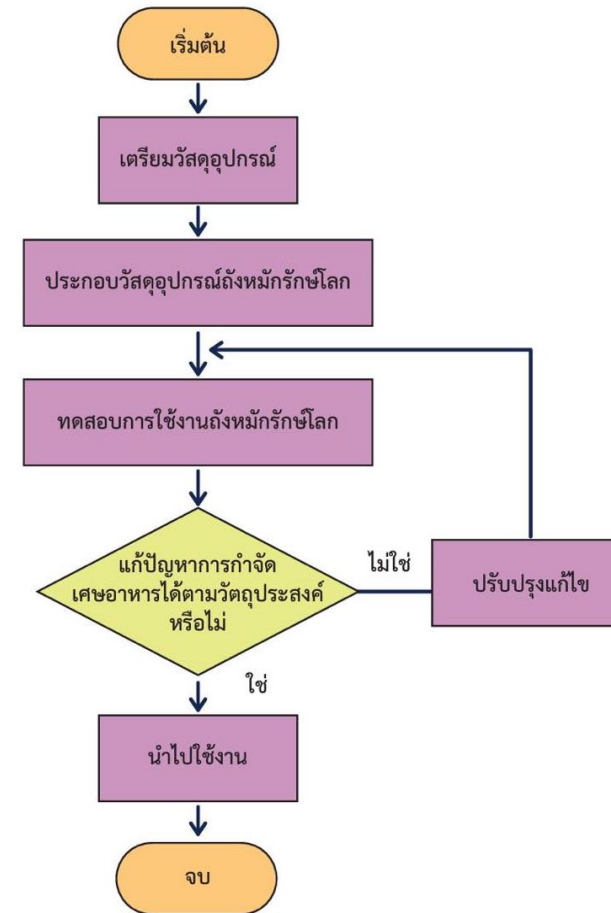 เริ่มต้น
เตรียมวัสดุอุปกรณ์
ประกอบวัสดุอุปกรณ์ถังหมักรักษ์โลก
ทดสอบการใช้งานถังหมักรักษ์โลก
แก้ปัญหาการกำจัด
เศษอาหารได้ตามวัตถุประสงค์
หรือไม่
ไม่ใช่
ปรับปรุงแก้ไข
ใช่
นำไปใช้งาน
จบ